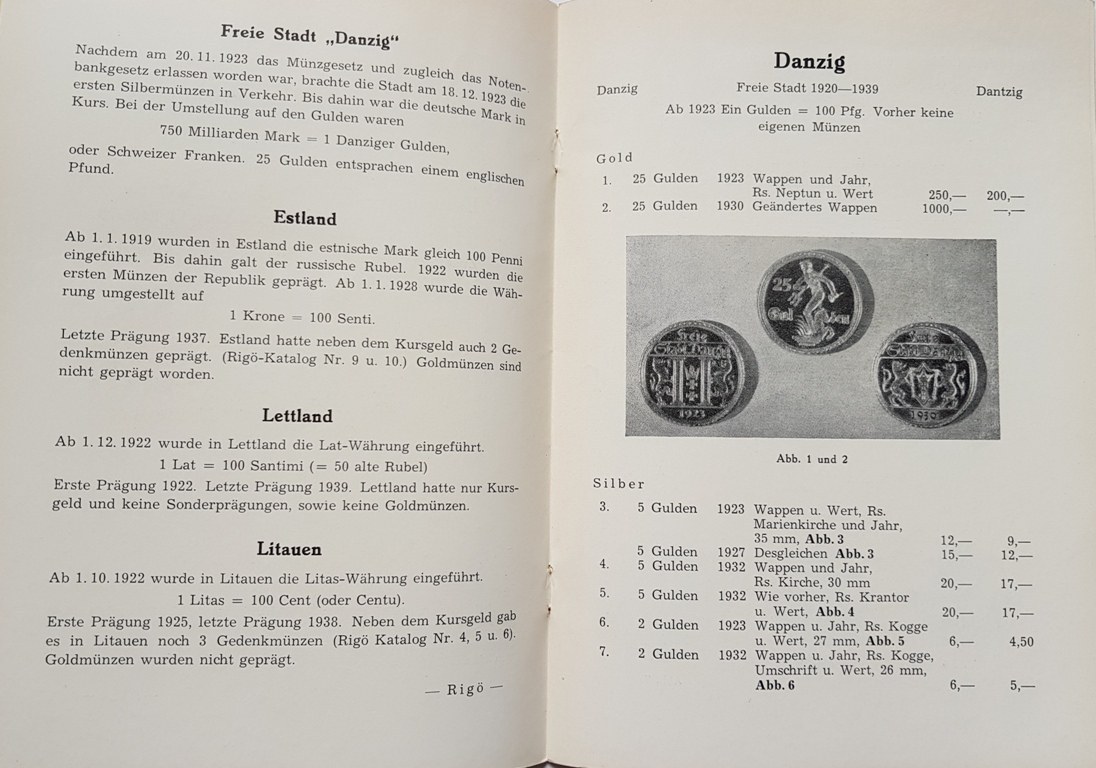 Freie Stadt „Danzig“
Nachdem am 20. 11. 1923 das Münzgesetz und zugleich das Noten-
bankgesetz erlassen worden war, brachte die Stadt am 18. 12. 1923 die
ersten Silbermünzen in Verkehr. Bis dahin war die deutsche Mark in
Kurs. Bei der Umstellung auf den Gulden waren
750 Milliarden Mark = 1 Danziger Gulden,
oder Schweizer Franken. 25 Gulden entsprachen einem englischen
Pfund.
Estland
Ab 1. 1. 1919 wurden in Estland die estnische Mark gleich 100 Penni
eingeführt. Bis dahin galt der russische Rubel. 1922 wurden die
ersten Münzen der Republik geprägt. Ab 1. 1. 1928 wurde die Wäh-
rung umgestellt auf
1 Krone = 100 Senti.
Letzte Prägung 1937. Estland hatte neben dem Kursgeld auch 2 Ge-
denkmünzen geprägt. (Rigö-Katalog Nr. 9 u. 10.) Goldmünzen sind
nicht geprägt worden.
Lettland
Ab 1. 12. 1922 wurde in Lettland die Lat-Währung eingeführt.
1 Lat = 100 Santimi (= 50 alte Rubel)
Erste Prägung 1922. Letzte Prägung 1939. Lettland hatte nur Kurs-
geld und keine Sonderprägungen, sowie keine Goldmünzen.
Litauen
Ab 1. 10. 1922 wurde in Litauen die Litas-Währung eingeführt.
1 Litas = 100 Cent (oder Centu).
Erste Prägung 1925, letzte Prägung 1938. Neben dem Kursgeld gab
es in Litauen noch 3 Gedenkmünzen (Rigö Katalog Nr. 4, 5 u. 6).
Goldmünzen wurden nicht geprägt.
— Rigö —
Danzig
Danzig Freie Stadt 1920—1939 Dantzig
Ab 1923 Ein Gulden = 100 Pfg. Vorher keine
eigenen Münzen
Gold
1. 25 Gulden 1923 Wappen und Jahr,
Rs. Neptun u. Wert 250,— 200,—
2. 25 Gulden 1930 Geändertes Wappen 1000,— —,—
25
Gul den
Freie
Stadt Danzig
1923
Freie
Stadt Danzig
1930
Abb. 1 und 2
Silber
3. 5 Gulden 1923 Wappen u. Wert, Rs.
Marienkirche und Jahr,
35 mm, Abb. 3 12,— 9,—
5 Gulden 1927 Desgleichen Abb. 3 15,— 12,—
4. 5 Gulden 1932 Wappen und Jahr,
Rs. Kirche, 30 mm 20,— 17,—
5. 5 Gulden 1932 Wie vorher, Rs. Krantor
u. Wert, Abb. 4 20,— 17,—
6. 2 Gulden 1923 Wappen u. Jahr, Rs. Kogge
u. Wert, 27 mm, Abb. 5 6,— 4,50
7. 2 Gulden 1932 Wappen u. Jahr, Rs. Kogge,
Umschrift u. Wert, 26 mm,
Abb. 6 6,— 5,—